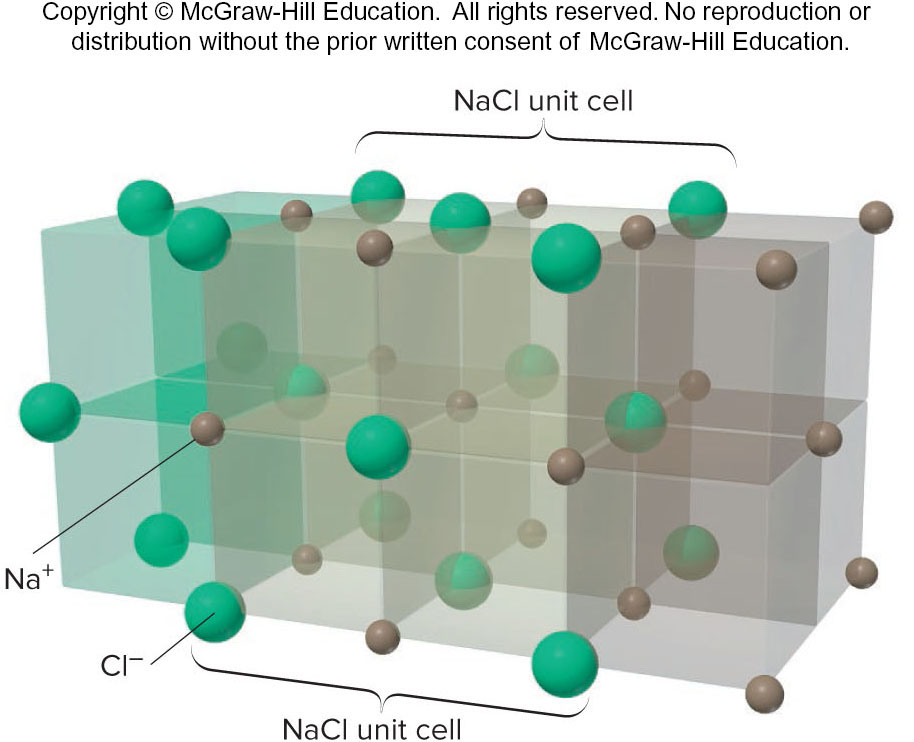 Copyright © McGraw-Hill Education.  All rights reserved. No reproduction or
distribution without the prior written consent of McGraw-Hill Education.
NaCl unit cell
Na⁺
Cl⁻
NaCl unit cell